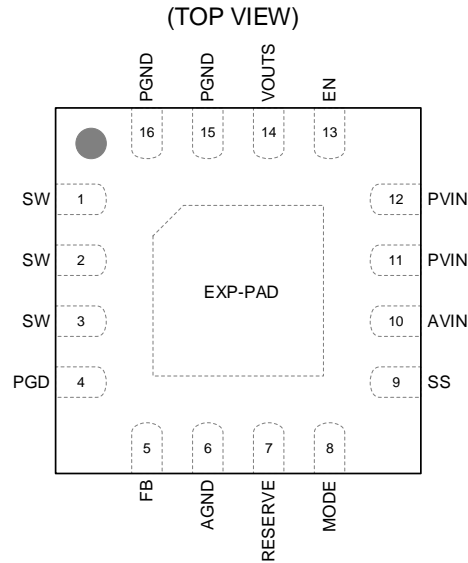 (TOP VIEW)
PGND
PGND
VOUTS
EN
16
15
14
13
SW 1
12 PVIN
SW 2
11 PVIN
EXP-PAD
SW 3
10 AVIN
PGD 4
9 SS
5
6
7
8
FB
AGND
RESERVE
MODE